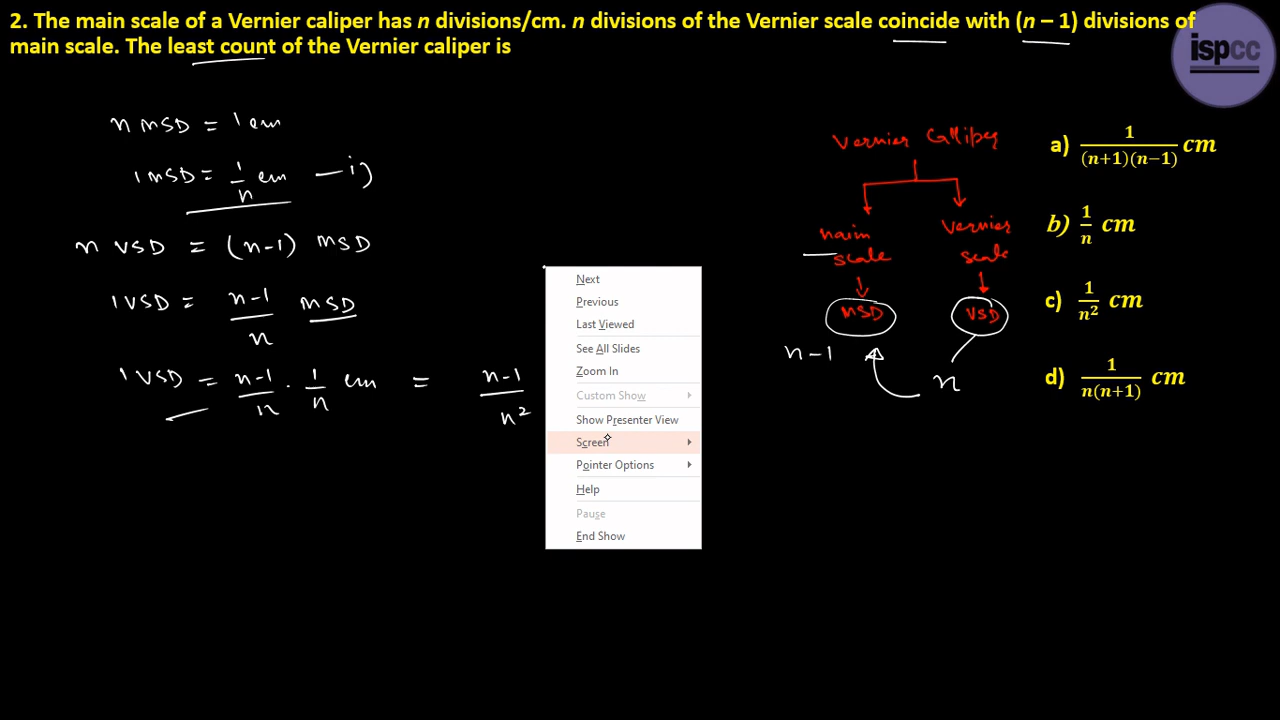 2. The main scale of a Vernier caliper has n divisions/cm. n divisions of the Vernier scale coincide with (n – 1) divisions of
main scale. The least count of the Vernier caliper is
ispcc
n MSD = 1 cm
1 MSD = 1/n cm — i)
n VSD = (n-1) MSD
1 VSD = n-1/n MSD
1 VSD = n-1/n · 1/n cm = n-1/n²
Next
Previous
Last Viewed
See All Slides
Zoom In
Custom Show
Show Presenter View
Screen
Pointer Options
Help
Pause
End Show
Vernier Calliper
main scale
Vernier scale
MSD
VSD
n-1
n
a) 1/(n+1)(n−1) cm
b) 1/n cm
c) 1/n² cm
d) 1/n(n+1) cm